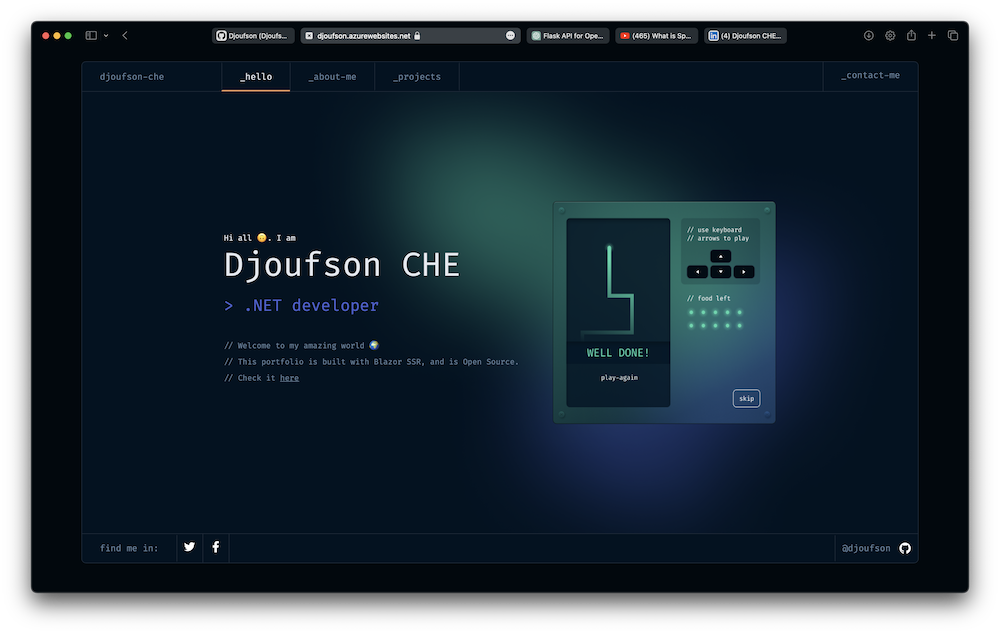 Djoufson (Djoufs...
djoufson.azurewebsites.net
Flask API for Ope...
(465) What is Sp...
(4) Djoufson CHE...
djoufson-che
_hello
_about-me
_projects
_contact-me
Hi all 😊. I am
Djoufson CHE
> .NET developer
// Welcome to my amazing world 🌍
// This portfolio is built with Blazor SSR, and is Open Source.
// Check it here
// use keyboard
// arrows to play
// food left
WELL DONE!
play-again
skip
find me in:
@djoufson